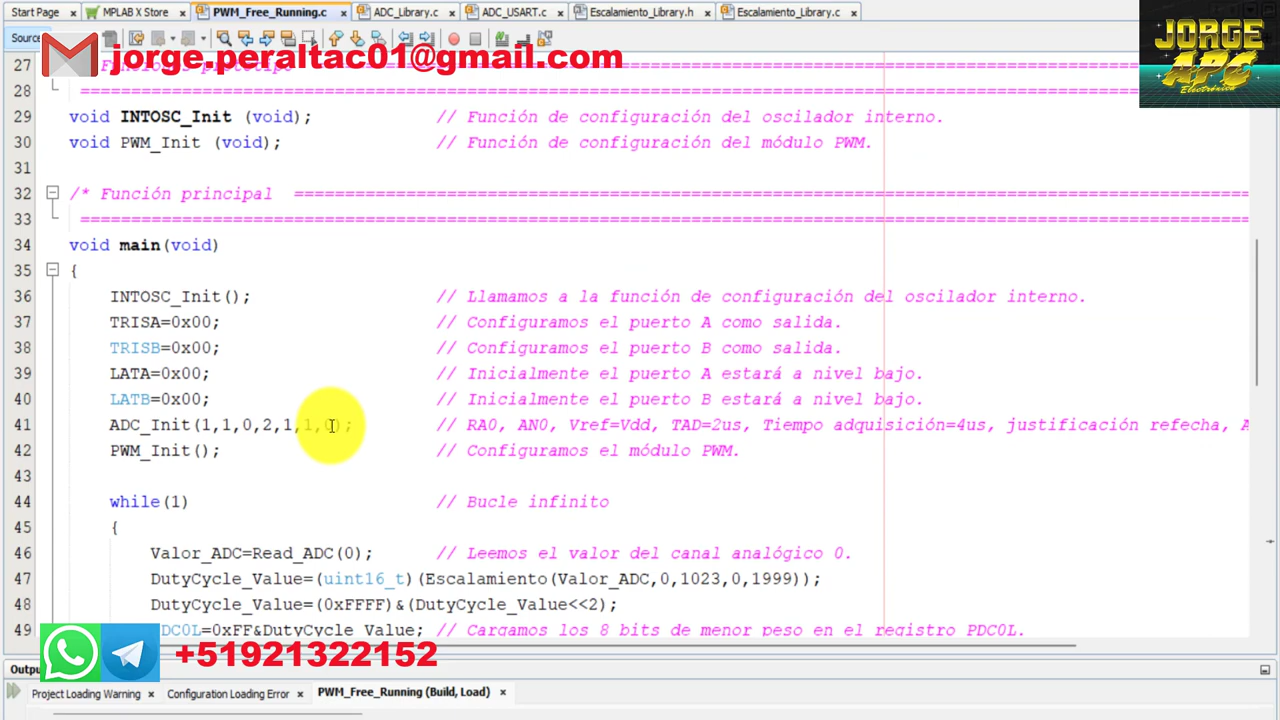 Start Page
MPLAB X Store
PWM_Free_Running.c
ADC_Library.c
ADC_USART.c
Escalamiento_Library.h
Escalamiento_Library.c
Source
jorge.peraltac01@gmail.com
JORGE
APC
Electrónica
27
28 ====
29 void INTOSC_Init (void); // Función de configuración del oscilador interno.
30 void PWM_Init (void); // Función de configuración del módulo PWM.
31
32 /* Función principal ====
33 ====
34 void main(void)
35 {
36 INTOSC_Init(); // Llamamos a la función de configuración del oscilador interno.
37 TRISA=0x00; // Configuramos el puerto A como salida.
38 TRISB=0x00; // Configuramos el puerto B como salida.
39 LATA=0x00; // Inicialmente el puerto A estará a nivel bajo.
40 LATB=0x00; // Inicialmente el puerto B estará a nivel bajo.
41 ADC_Init(1,1,0,2,1,1,0); // RA0, AN0, Vref=Vdd, TAD=2us, Tiempo adquisición=4us, justificación refecha, A
42 PWM_Init(); // Configuramos el módulo PWM.
43
44 while(1) // Bucle infinito
45 {
46 Valor_ADC=Read_ADC(0); // Leemos el valor del canal analógico 0.
47 DutyCycle_Value=(uint16_t)(Escalamiento(Valor_ADC,0,1023,0,1999));
48 DutyCycle_Value=(0xFFFF)&(DutyCycle_Value<<2);
49 DC0L=0xFF&DutyCycle_Value; // Cargamos los 8 bits de menor peso en el registro PDC0L.
+51921322152
Project Loading Warning
Configuration Loading Error
PWM_Free_Running (Build, Load)